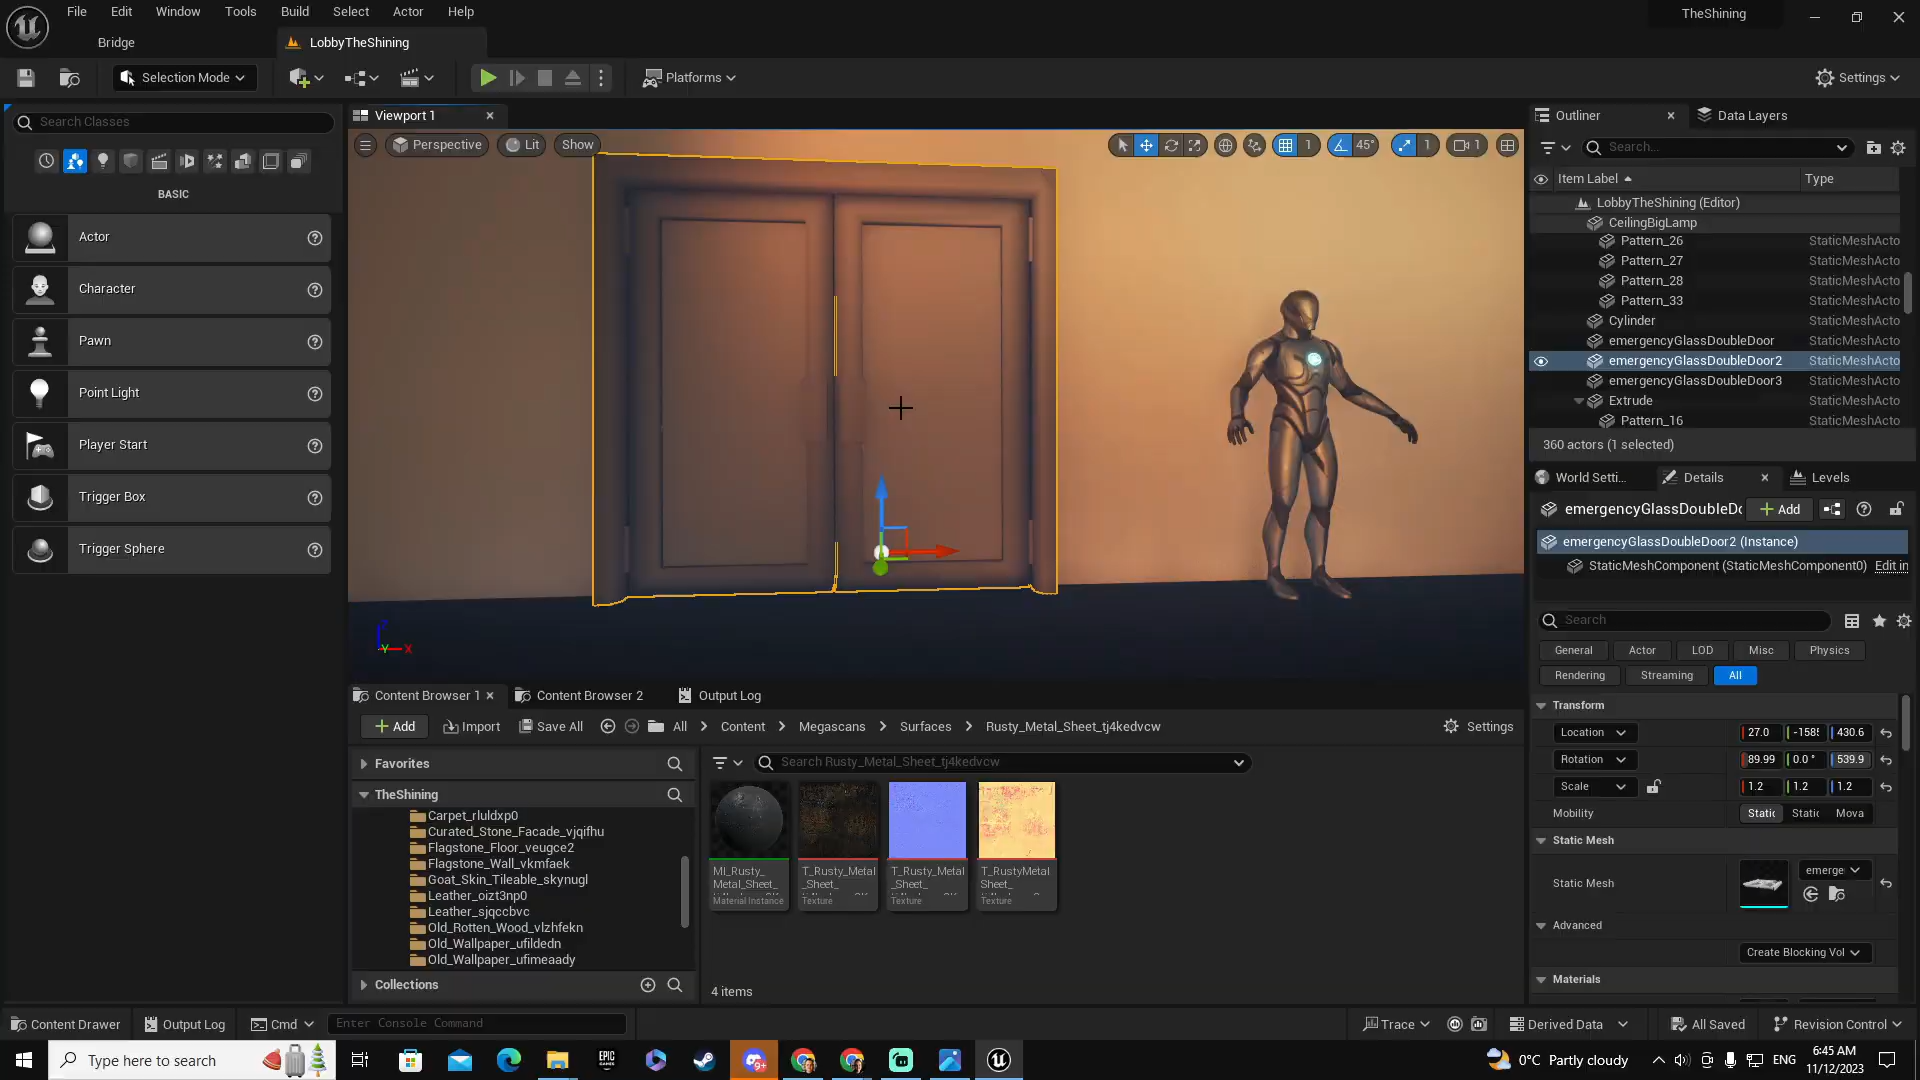 File Edit Window Tools Build Select Actor Help
TheShining
Bridge
LobbyTheShining
Selection Mode
Platforms
Settings
Search Classes
BASIC
Actor
Character
Pawn
Point Light
Player Start
Trigger Box
Trigger Sphere
Viewport 1
Perspective Lit Show
1 45° 1 1
Z
Y X
Outliner
Data Layers
Search...
Item Label Type
LobbyTheShining (Editor)
CeilingBigLamp
Pattern_26 StaticMeshActo
Pattern_27 StaticMeshActo
Pattern_28 StaticMeshActo
Pattern_33 StaticMeshActo
Cylinder StaticMeshActo
emergencyGlassDoubleDoor StaticMeshActo
emergencyGlassDoubleDoor2 StaticMeshActo
emergencyGlassDoubleDoor3 StaticMeshActo
Extrude StaticMeshActo
Pattern_16 StaticMeshActo
360 actors (1 selected)
World Setti... Details Levels
emergencyGlassDoubleDo Add
emergencyGlassDoubleDoor2 (Instance)
StaticMeshComponent (StaticMeshComponent0) Edit in
Search
General Actor LOD Misc Physics
Rendering Streaming All
Transform
Location 27.0 430.6
Rotation 89.99 0.0° 539.9
Scale 1.2 1.2 1.2
Mobility Static Static Mova
Static Mesh
Static Mesh emerge
Advanced
Create Blocking Vol
Materials
Content Browser 1 Content Browser 2 Output Log
Add Import Save All All Content Megascans Surfaces Rusty_Metal_Sheet_tj4kedvcw Settings
Favorites
Search Rusty_Metal_Sheet_tj4kedvcw
TheShining
Carpet_rluldxp0
Curated_Stone_Facade_vjqifhu
Flagstone_Floor_veugce2
Flagstone_Wall_vkmfaek
Goat_Skin_Tileable_skynugl
Leather_oizt3np0
Leather_sjqccbvc
Old_Rotten_Wood_vlzhfekn
Old_Wallpaper_ufildedn
Old_Wallpaper_ufimeaady
Collections
MI_Rusty_
Metal_Sheet_
Material Instance
T_Rusty_Metal
_Sheet_
Texture
T_Rusty_Metal
_Sheet_
Texture
T_RustyMetal
Sheet_
Texture
4 items
Content Drawer Output Log Cmd Enter Console Command
Trace Derived Data All Saved Revision Control
Type here to search
EPIC
GAMES
9+
0°C Partly cloudy
ENG
6:45 AM
11/12/2023